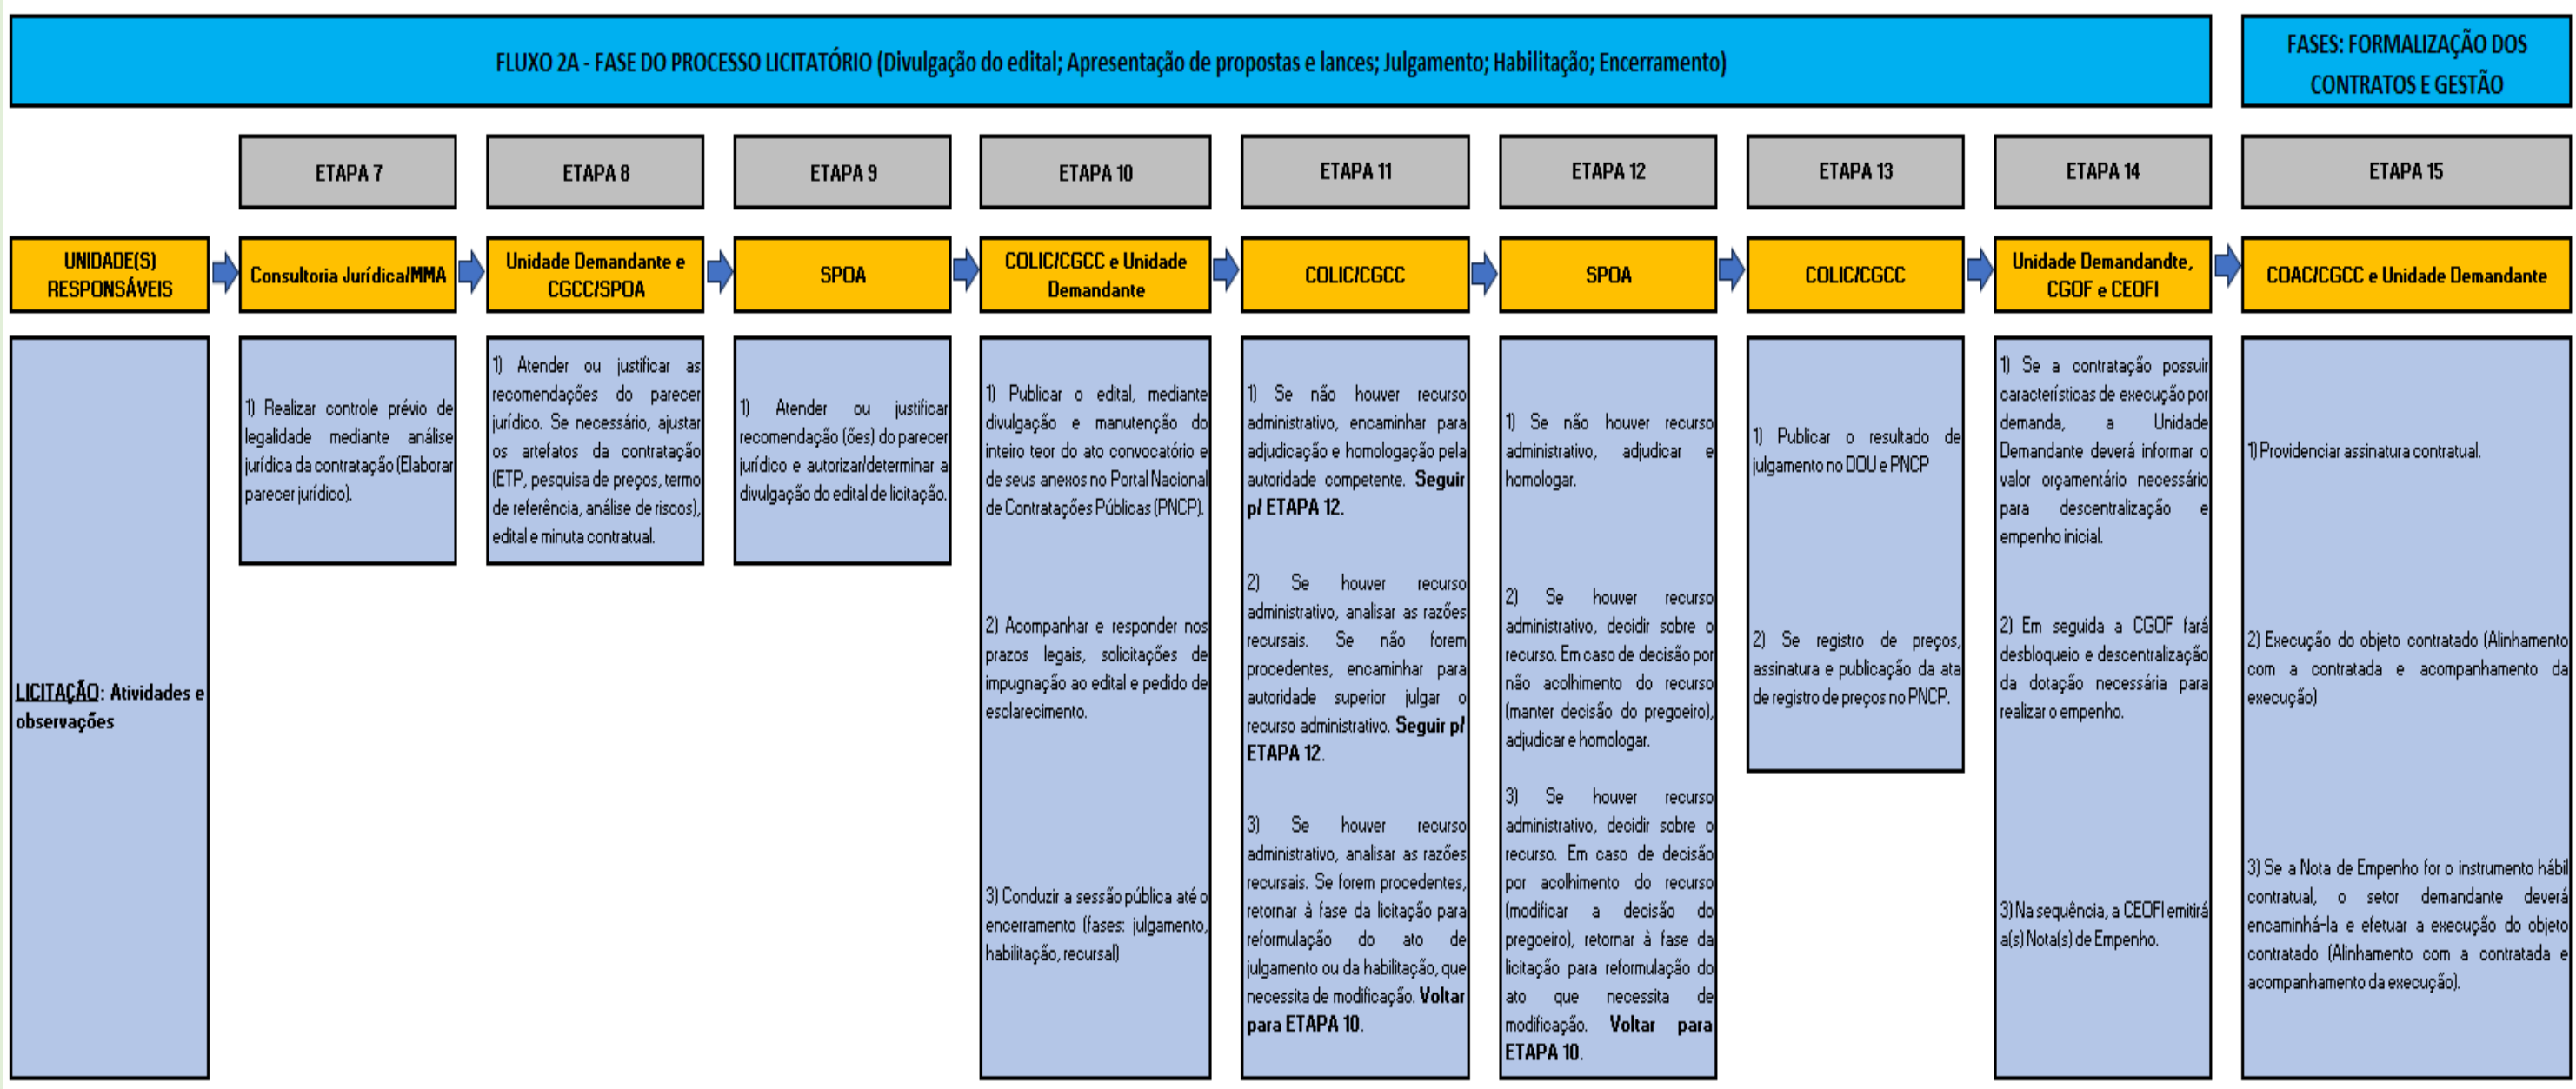 FLUXO 2A - FASE DO PROCESSO LICITATÓRIO (Divulgação do edital; Apresentação de propostas e lances; Julgamento; Habilitação; Encerramento)
FASES: FORMALIZAÇÃO DOS
CONTRATOS E GESTÃO
ETAPA 7
ETAPA 8
ETAPA 9
ETAPA 10
ETAPA 11
ETAPA 12
ETAPA 13
ETAPA 14
ETAPA 15
UNIDADE(S)
RESPONSÁVEIS
Consultoria Jurídica/MMA
Unidade Demandante e
CGCC/SPOA
SPOA
COLIC/CGCC e Unidade
Demandante
COLIC/CGCC
SPOA
COLIC/CGCC
Unidade Demandandte,
CGOF e CEOFI
COAC/CGCC e Unidade Demandante
LICITAÇÃO: Atividades e
observações
1) Realizar controle prévio de
legalidade mediante análise
jurídica da contratação (Elaborar
parecer jurídico).
1) Atender ou justificar as
recomendações do parecer
jurídico. Se necessário, ajustar
os artefatos da contratação
(ETP, pesquisa de preços, termo
de referência, análise de riscos),
edital e minuta contratual.
1) Atender ou justificar
recomendação (ões) do parecer
jurídico e autorizar/determinar a
divulgação do edital de licitação.
1) Publicar o edital, mediante
divulgação e manutenção do
inteiro teor do ato convocatório e
de seus anexos no Portal Nacional
de Contratações Públicas (PNCP).
2) Acompanhar e responder nos
prazos legais, solicitações de
impugnação ao edital e pedido de
esclarecimento.
3) Conduzir a sessão pública até o
encerramento (fases: julgamento,
habilitação, recursal)
1) Se não houver recurso
administrativo, encaminhar para
adjudicação e homologação pela
autoridade competente. Seguir
p/ ETAPA 12.
2) Se houver recurso
administrativo, analisar as razões
recursais. Se não forem
procedentes, encaminhar para
autoridade superior julgar o
recurso administrativo. Seguir p/
ETAPA 12.
3) Se houver recurso
administrativo, analisar as razões
recursais. Se forem procedentes,
retornar à fase da licitação para
reformulação do ato de
julgamento ou da habilitação, que
necessita de modificação. Voltar
para ETAPA 10.
1) Se não houver recurso
administrativo, adjudicar e
homologar.
2) Se houver recurso
administrativo, decidir sobre o
recurso. Em caso de decisão por
não acolhimento do recurso
(manter decisão do pregoeiro),
adjudicar e homologar.
3) Se houver recurso
administrativo, decidir sobre o
recurso. Em caso de decisão
por acolhimento do recurso
(modificar a decisão do
pregoeiro), retornar à fase da
licitação para reformulação do
ato que necessita de
modificação. Voltar para
ETAPA 10.
1) Publicar o resultado de
julgamento no DOU e PNCP
2) Se registro de preços,
assinatura e publicação da ata
de registro de preços no PNCP.
1) Se a contratação possuir
características de execução por
demanda, a Unidade
Demandante deverá informar o
valor orçamentário necessário
para descentralização e
empenho inicial.
2) Em seguida a CGOF fará
desbloqueio e descentralização
da dotação necessária para
realizar o empenho.
3) Na sequência, a CEOFI emitirá
a(s) Nota(s) de Empenho.
1) Providenciar assinatura contratual.
2) Execução do objeto contratado (Alinhamento
com a contratada e acompanhamento da
execução)
3) Se a Nota de Empenho for o instrumento hábil
contratual, o setor demandante deverá
encaminhá-la e efetuar a execução do objeto
contratado (Alinhamento com a contratada e
acompanhamento da execução).